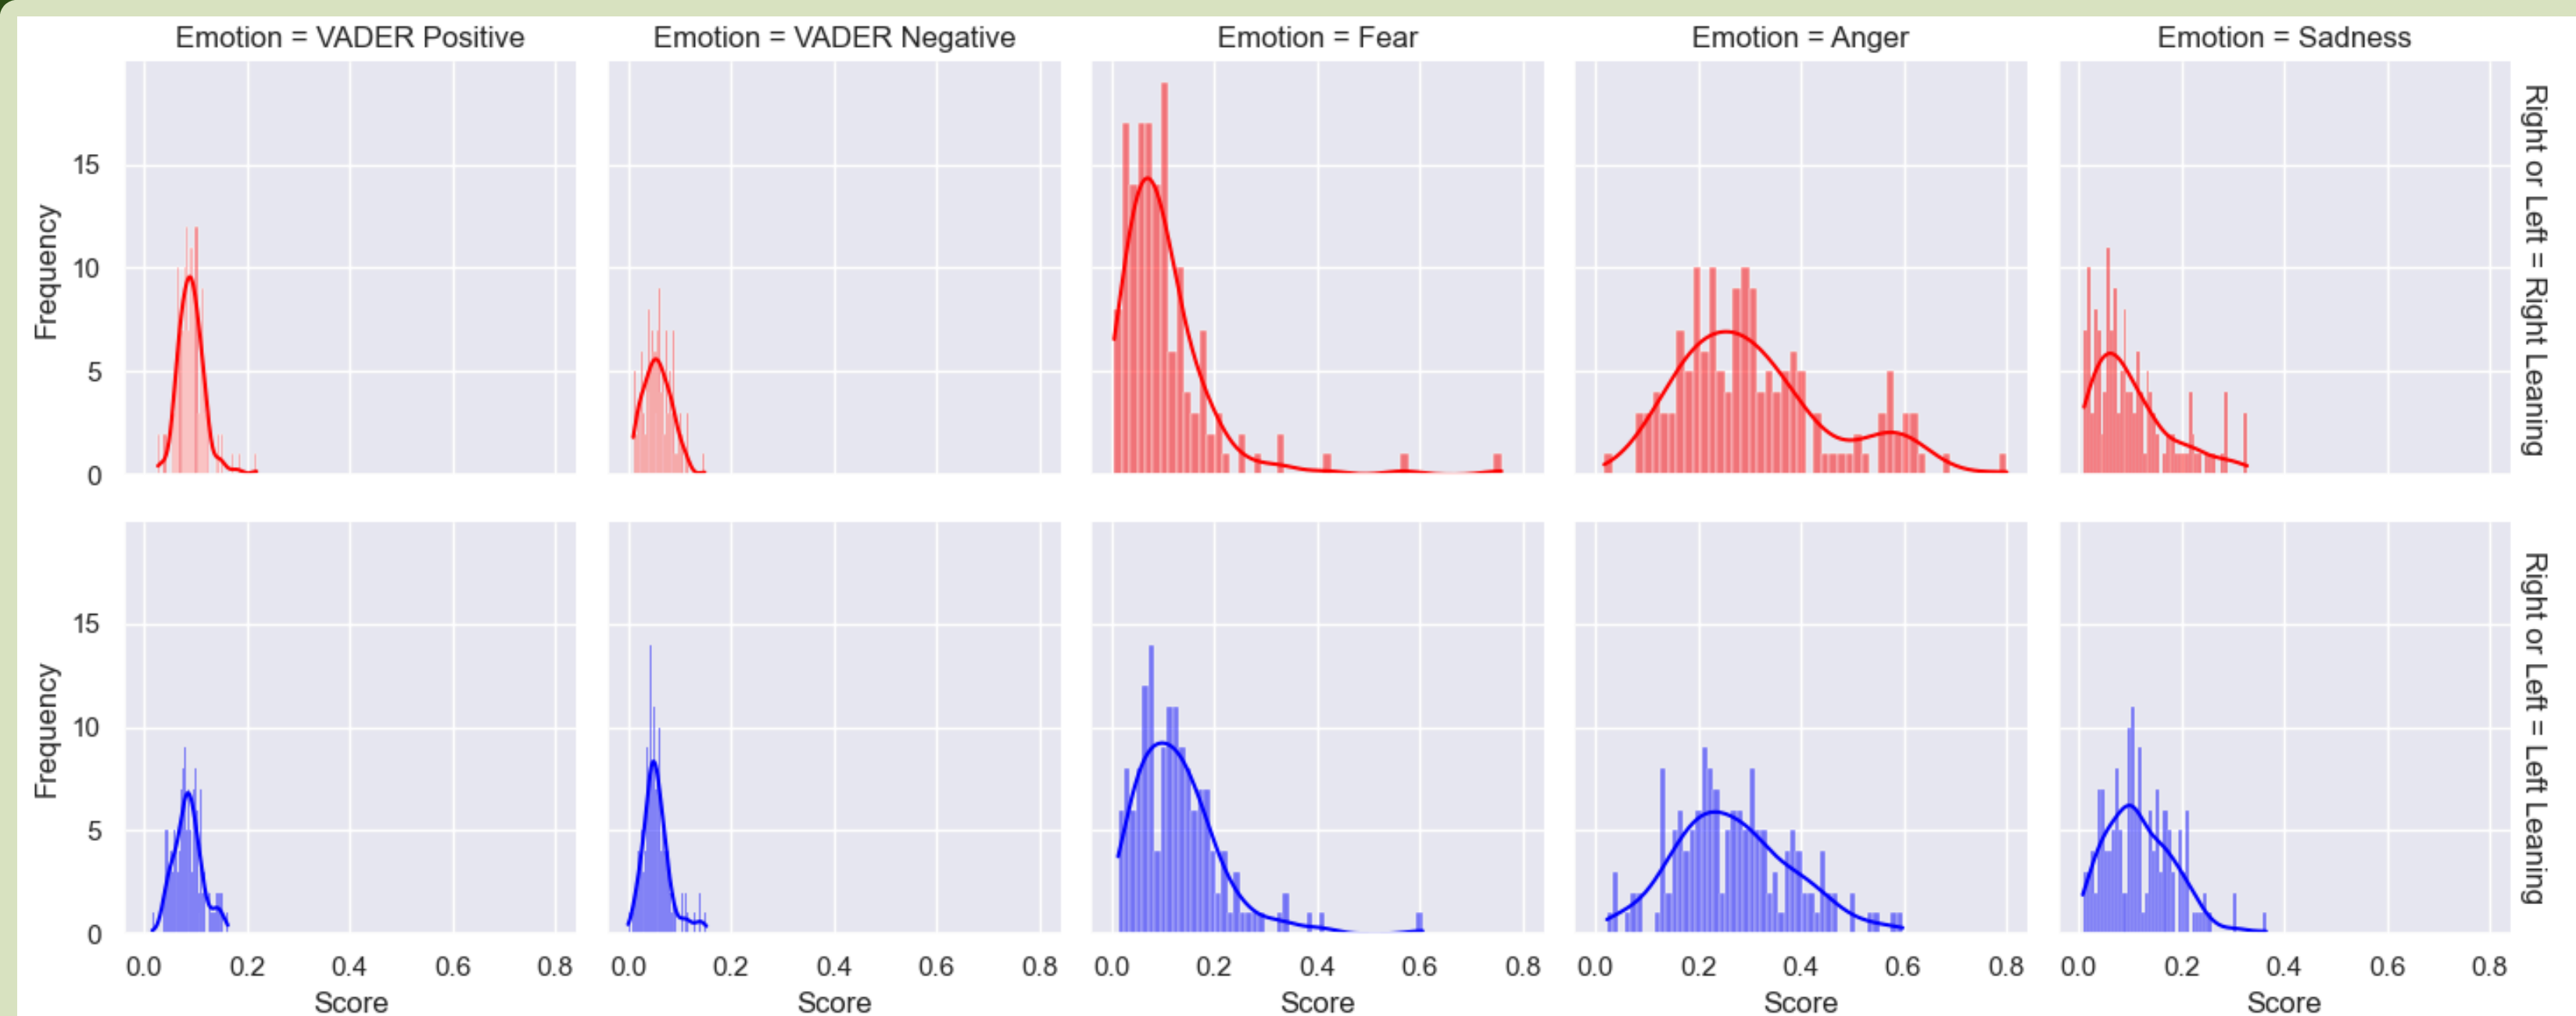 Emotion = VADER Positive
Emotion = VADER Negative
Emotion = Fear
Emotion = Anger
Emotion = Sadness
Frequency
15
10
5
0
Right or Left = Right Leaning
Frequency
15
10
5
0
Right or Left = Left Leaning
0.0 0.2 0.4 0.6 0.8
0.0 0.2 0.4 0.6 0.8
0.0 0.2 0.4 0.6 0.8
0.0 0.2 0.4 0.6 0.8
0.0 0.2 0.4 0.6 0.8
Score
Score
Score
Score
Score